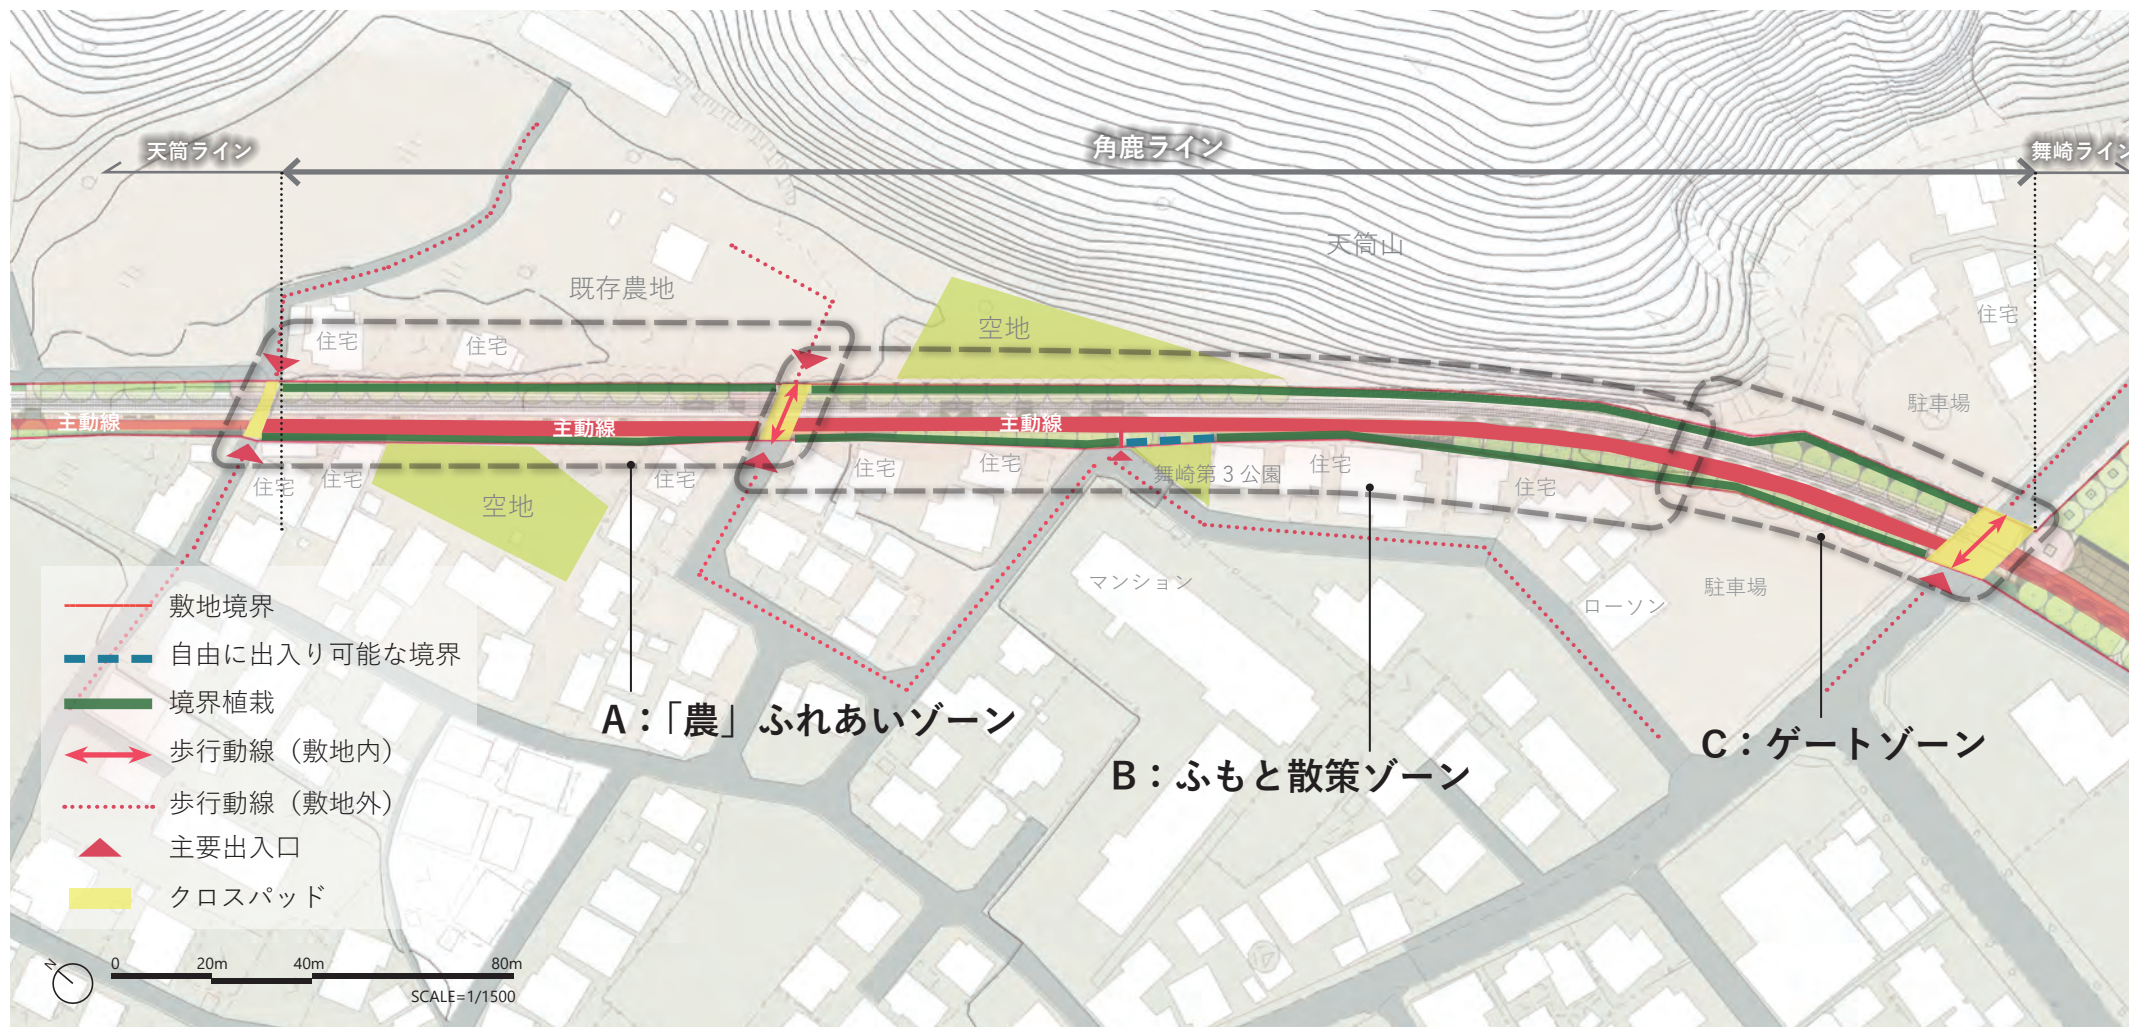 天筒ライン
角鹿ライン
舞崎ライン
天筒山
既存農地
空地
住宅
住宅
住宅
駐車場
主動線
主動線
主動線
住宅
住宅
空地
住宅
住宅
住宅
舞崎第3公園
住宅
住宅
マンション
ローソン
駐車場
A：「農」ふれあいゾーン
B：ふもと散策ゾーン
C：ゲートゾーン
敷地境界
自由に出入り可能な境界
境界植栽
歩行動線（敷地内）
歩行動線（敷地外）
主要出入口
クロスパッド
N
0 20m 40m 80m
SCALE=1/1500